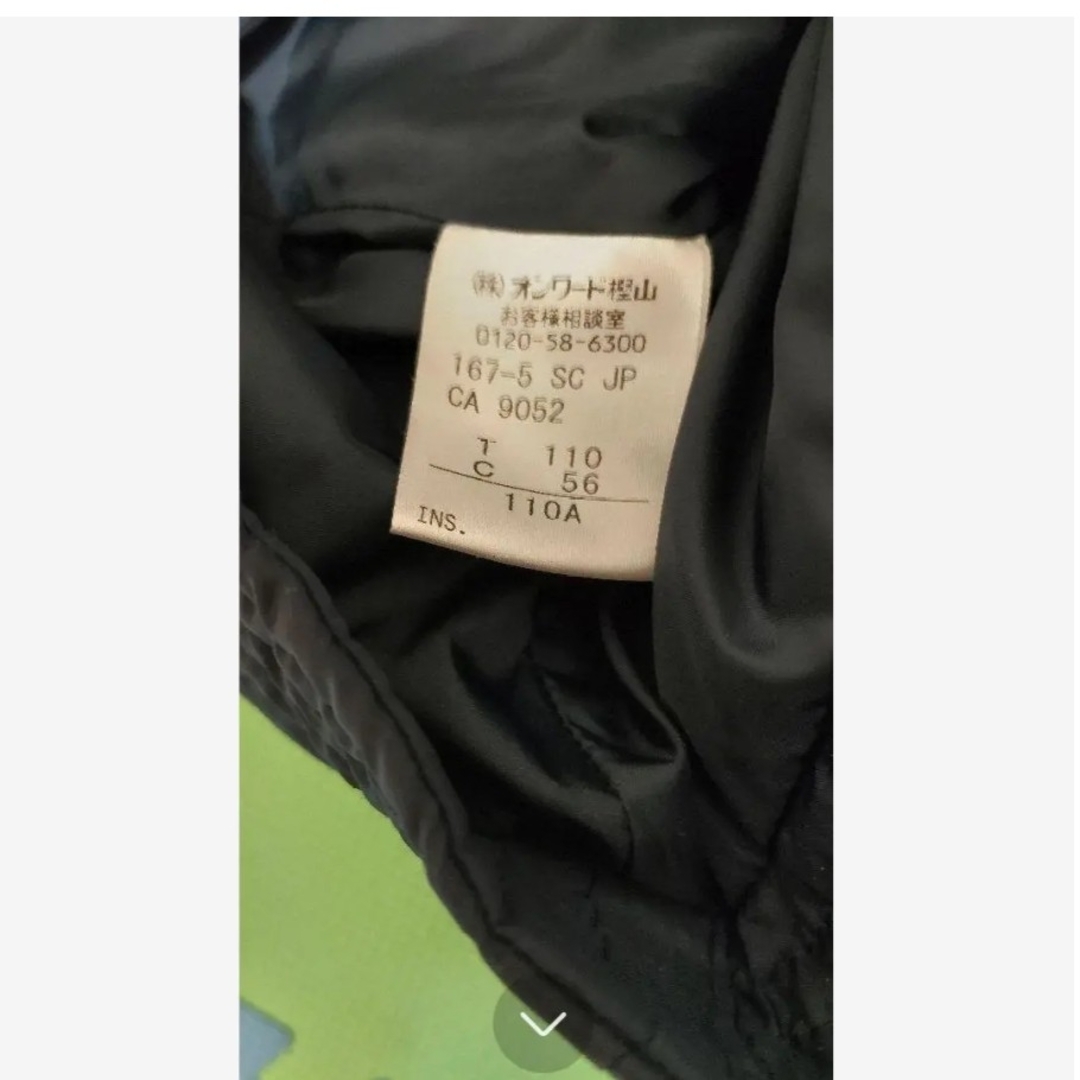 (株)オンワード樫山
お客様相談室
0120-58-6300
167-5 SC JP
CA 9052
T 110
C 56
110A
INS.